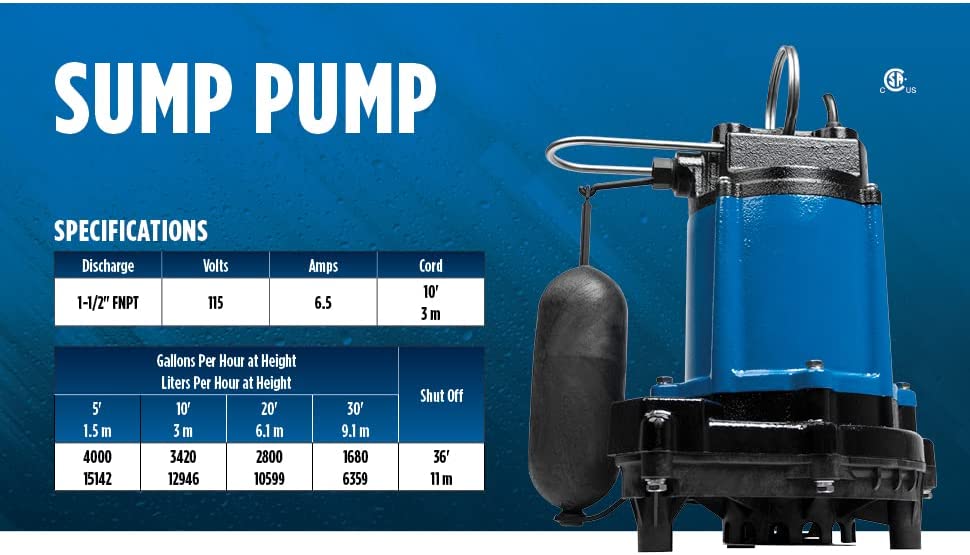 SUMP PUMP
C SA US
SPECIFICATIONS
Discharge Volts Amps Cord
1-1/2" FNPT 115 6.5 10'
3 m
Gallons Per Hour at Height
Liters Per Hour at Height
Shut Off
5' 10' 20' 30'
1.5 m 3 m 6.1 m 9.1 m
4000 3420 2800 1680 36'
15142 12946 10599 6359 11 m